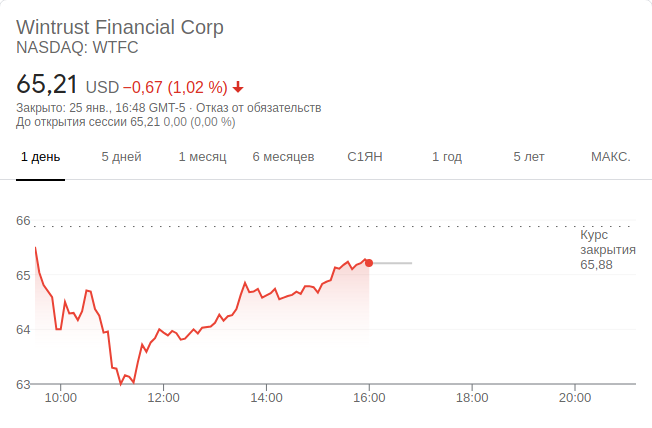 Wintrust Financial Corp
NASDAQ: WTFC
65,21 USD −0,67 (1,02 %)
Закрыто: 25 янв., 16:48 GMT-5 · Отказ от обязательств
До открытия сессии 65,21 0,00 (0,00 %)
1 день 5 дней 1 месяц 6 месяцев С1ЯН 1 год 5 лет МАКС.
66
Курс
закрытия
65,88
65
64
63
10:00 12:00 14:00 16:00 18:00 20:00